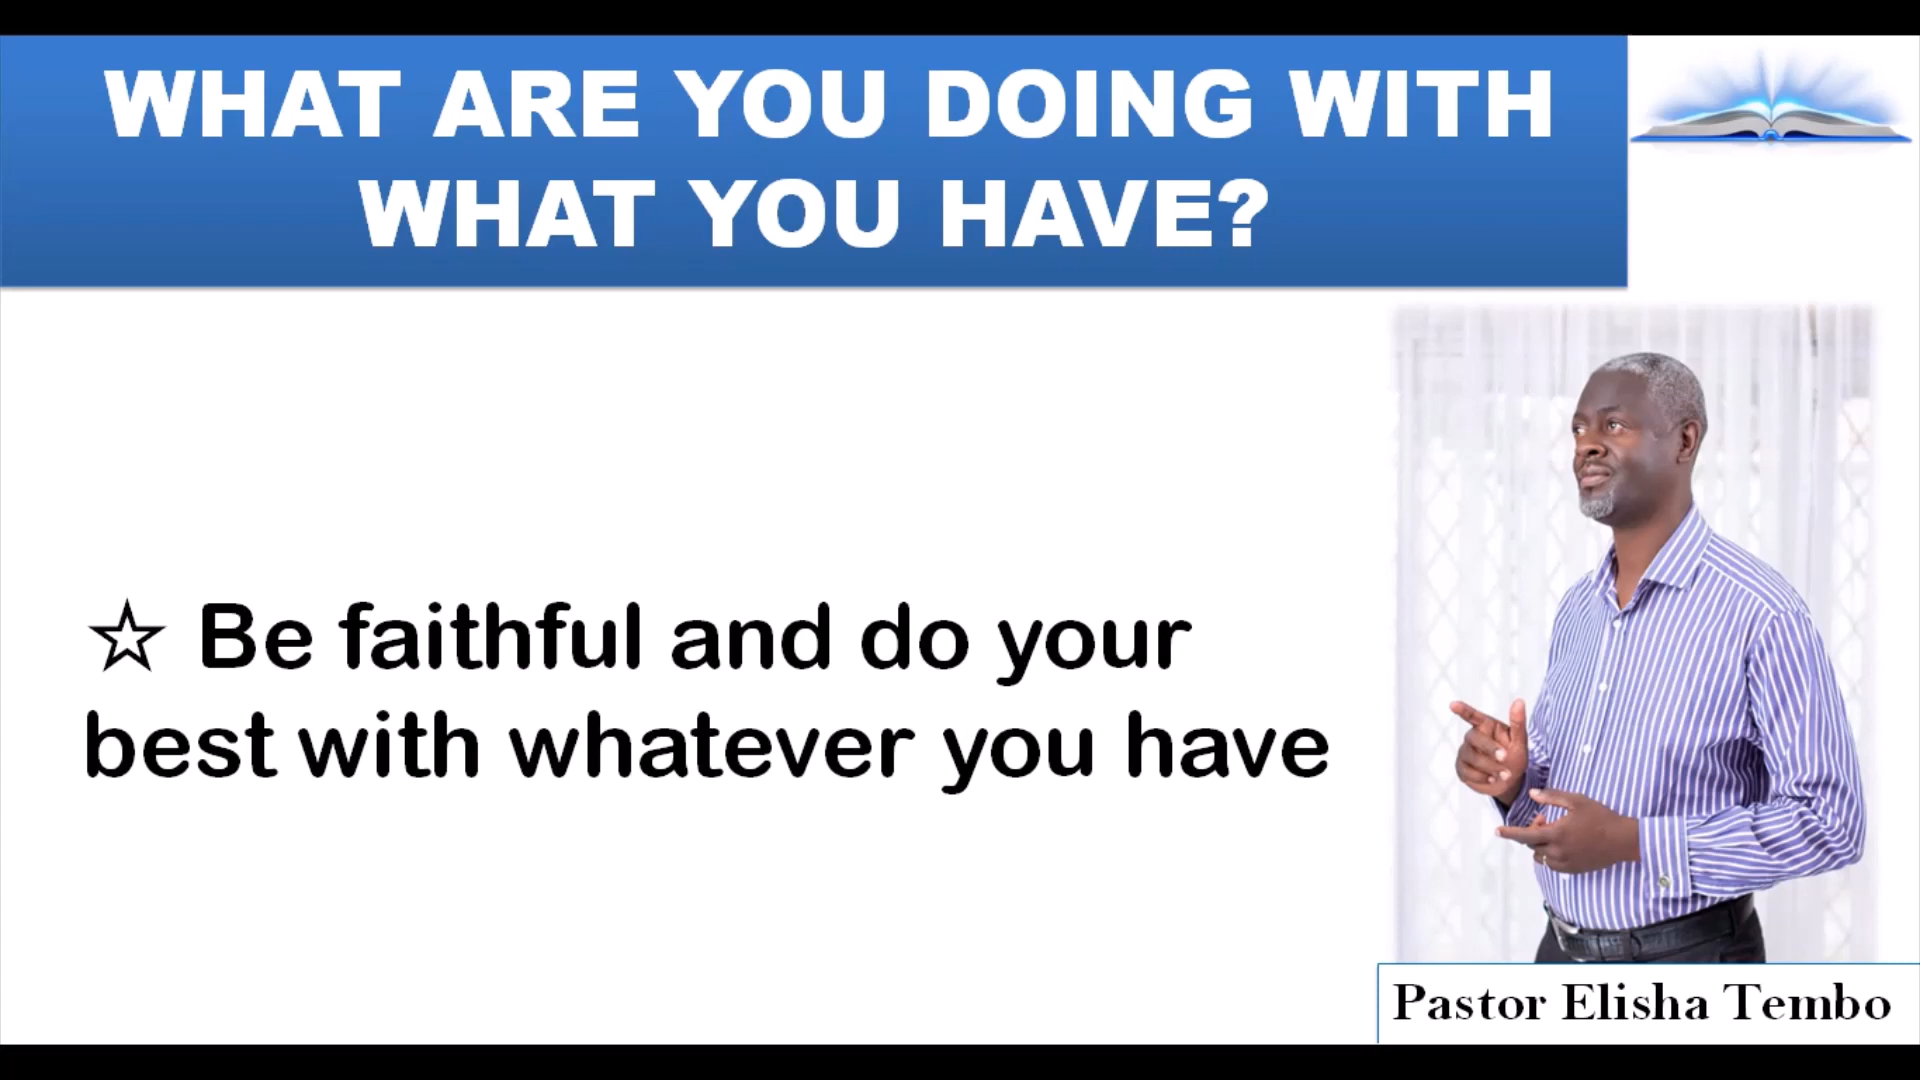 WHAT ARE YOU DOING WITH
WHAT YOU HAVE?
☆ Be faithful and do your
best with whatever you have
Pastor Elisha Tembo